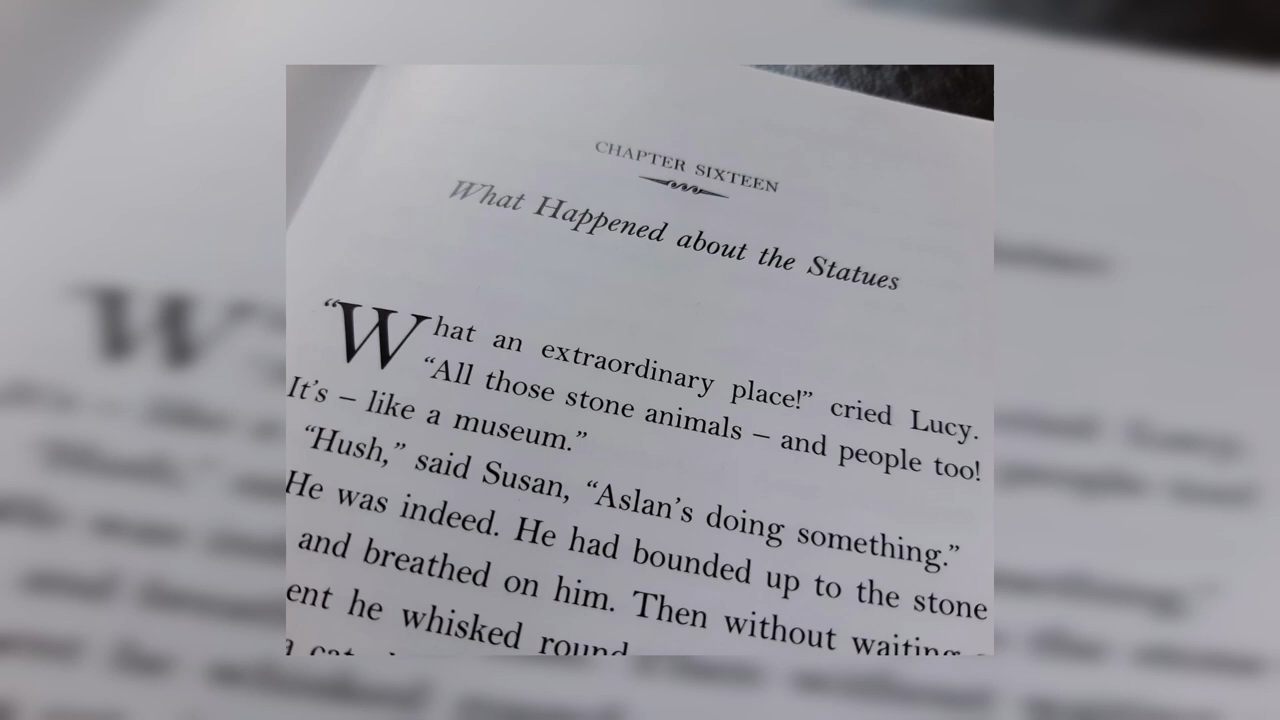 CHAPTER SIXTEEN
What Happened about the Statues
“What an extraordinary place!” cried Lucy.
“All those stone animals – and people too!
It’s – like a museum.”
“Hush,” said Susan, “Aslan’s doing something.”
He was indeed. He had bounded up to the stone
and breathed on him. Then without waiting
ent he whisked round